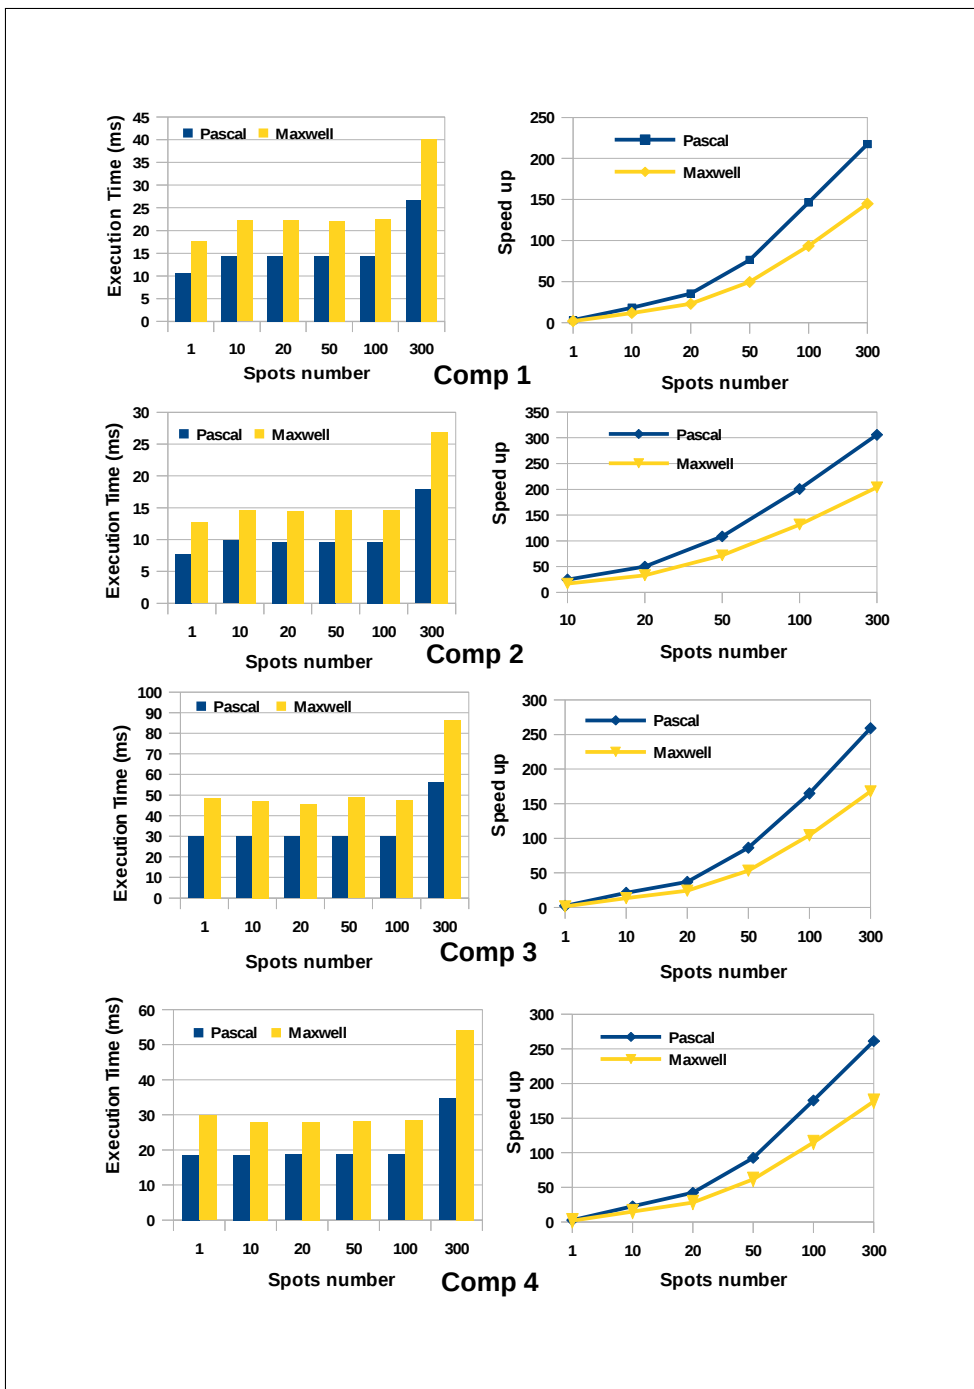 Execution Time (ms)
45
40
35
30
25
20
15
10
5
0
Pascal Maxwell
1 10 20 50 100 300
Spots number
Speed up
250
200
150
100
50
0
Pascal
Maxwell
1 10 20 50 100 300
Spots number
Comp 1
Execution Time (ms)
30
25
20
15
10
5
0
Pascal Maxwell
1 10 20 50 100 300
Spots number
Speed up
350
300
250
200
150
100
50
0
Pascal
Maxwell
10 20 50 100 300
Spots number
Comp 2
Execution Time (ms)
100
90
80
70
60
50
40
30
20
10
0
Pascal Maxwell
1 10 20 50 100 300
Spots number
Speed up
300
250
200
150
100
50
0
Pascal
Maxwell
1 10 20 50 100 300
Spots number
Comp 3
Execution Time (ms)
60
50
40
30
20
10
0
Pascal Maxwell
1 10 20 50 100 300
Spots number
Speed up
300
250
200
150
100
50
0
Pascal
Maxwell
1 10 20 50 100 300
Spots number
Comp 4